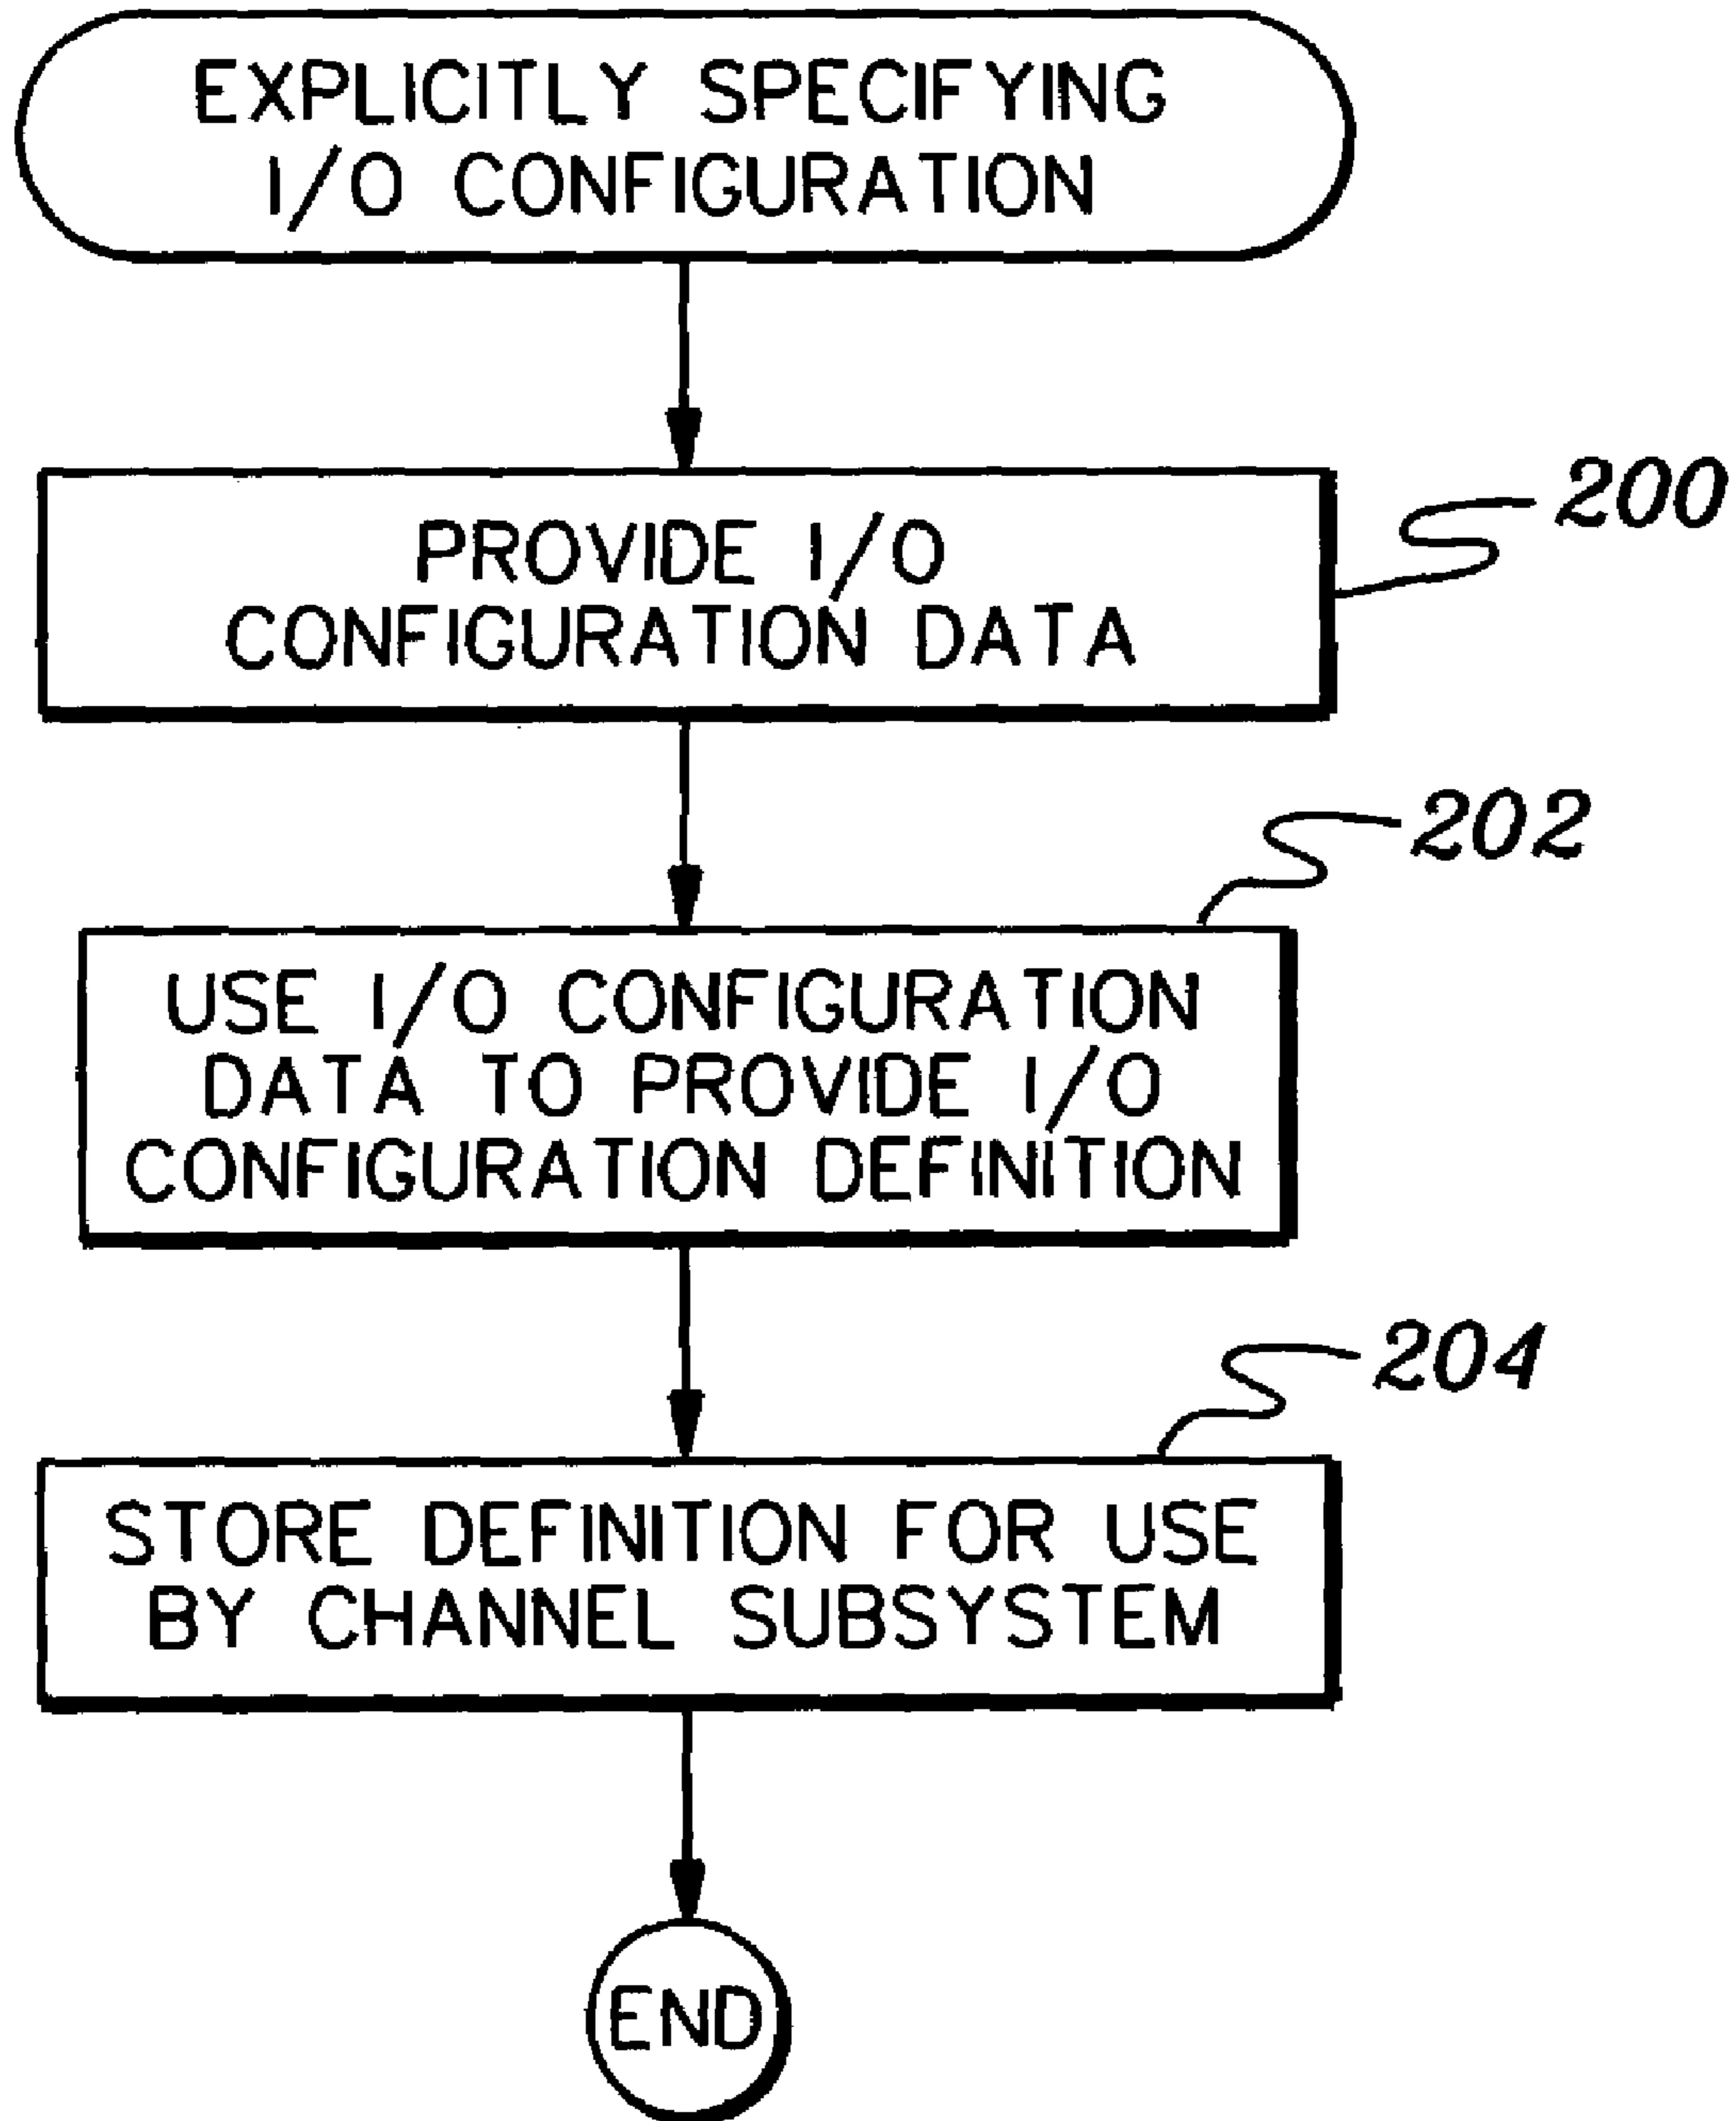 EXPLICITLY SPECIFYING
I/O CONFIGURATION
PROVIDE I/O
CONFIGURATION DATA
200
202
USE I/O CONFIGURATION
DATA TO PROVIDE I/O
CONFIGURATION DEFINITION
204
STORE DEFINITION FOR USE
BY CHANNEL SUBSYSTEM
END